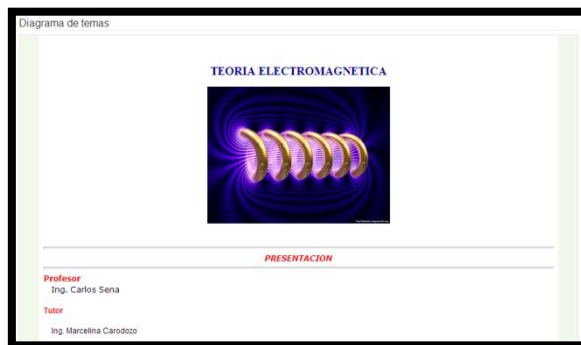 Diagrama de temas
TEORIA ELECTROMAGNETICA
PRESENTACION
Profesor
Ing. Carlos Sena
Tutor
Ing. Marcelina Carodozo